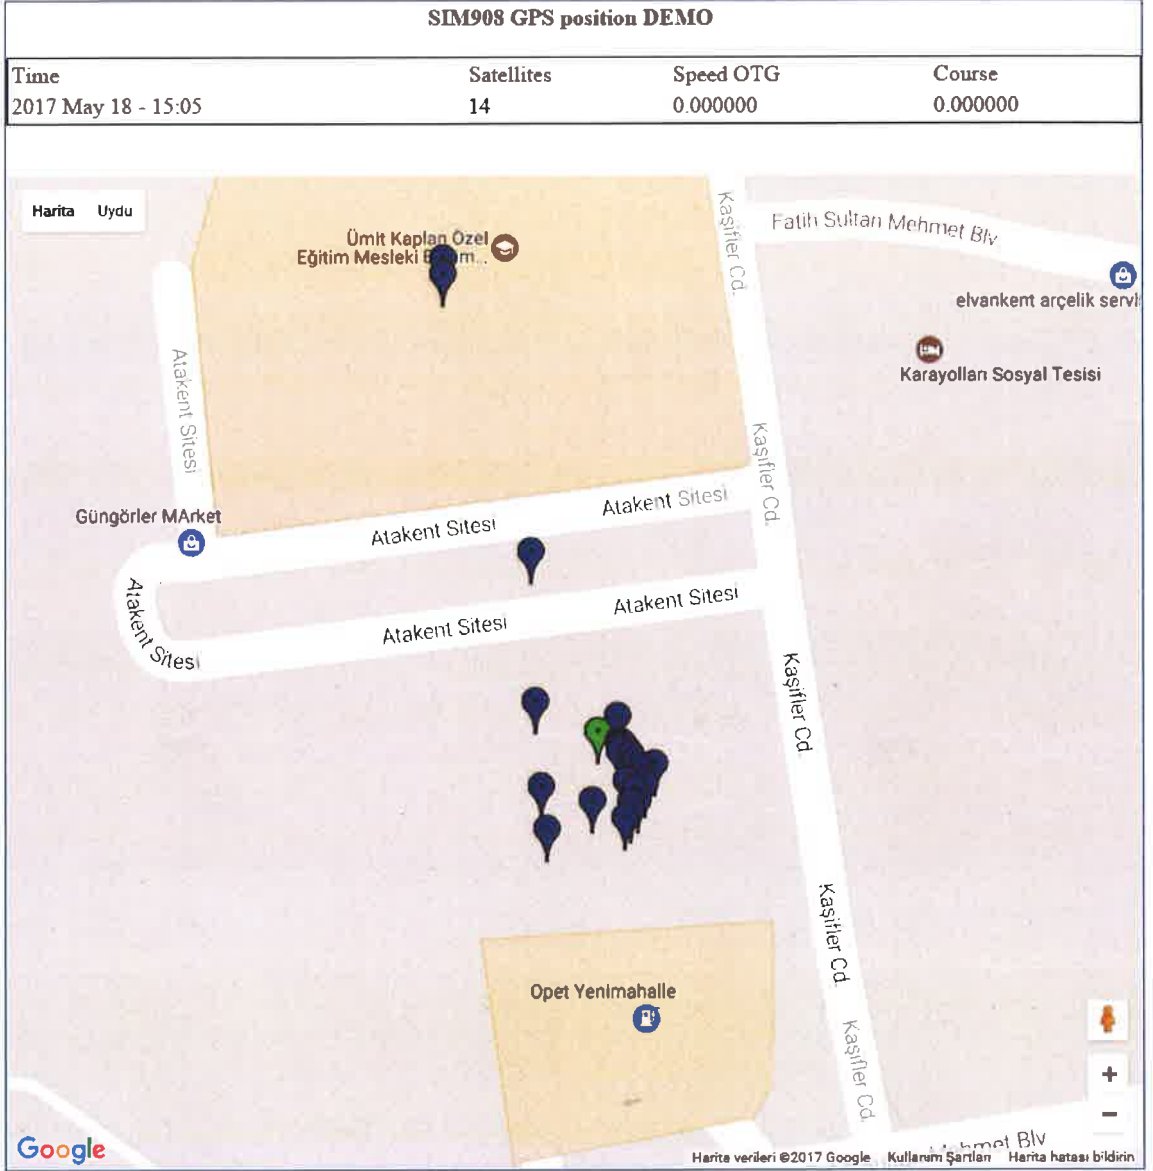 SIM908 GPS position DEMO
Time Satellites Speed OTG Course
2017 May 18 - 15:05 14 0.000000 0.000000
Harita Uydu
Kaşifler Cd.
Fatih Sultan Mehmet Blv
Ümit Kaplan Özel
Eğitim Mesleki
elvankent arçelik servi
Karayolları Sosyal Tesisi
Atakent Sitesi
Kaşifler Cd.
Güngörler MArket
Atakent Sitesi
Atakent Sitesi
Atakent Sitesi
Atakent Sitesi
Atakent Sitesi
Kaşifler Cd.
Kaşifler Cd.
Opet Yenimahalle
Kaşifler Cd.
Google
Mehmet Blv
Harita verileri ©2017 Google Kullanım Şartları Harita hatası bildirin